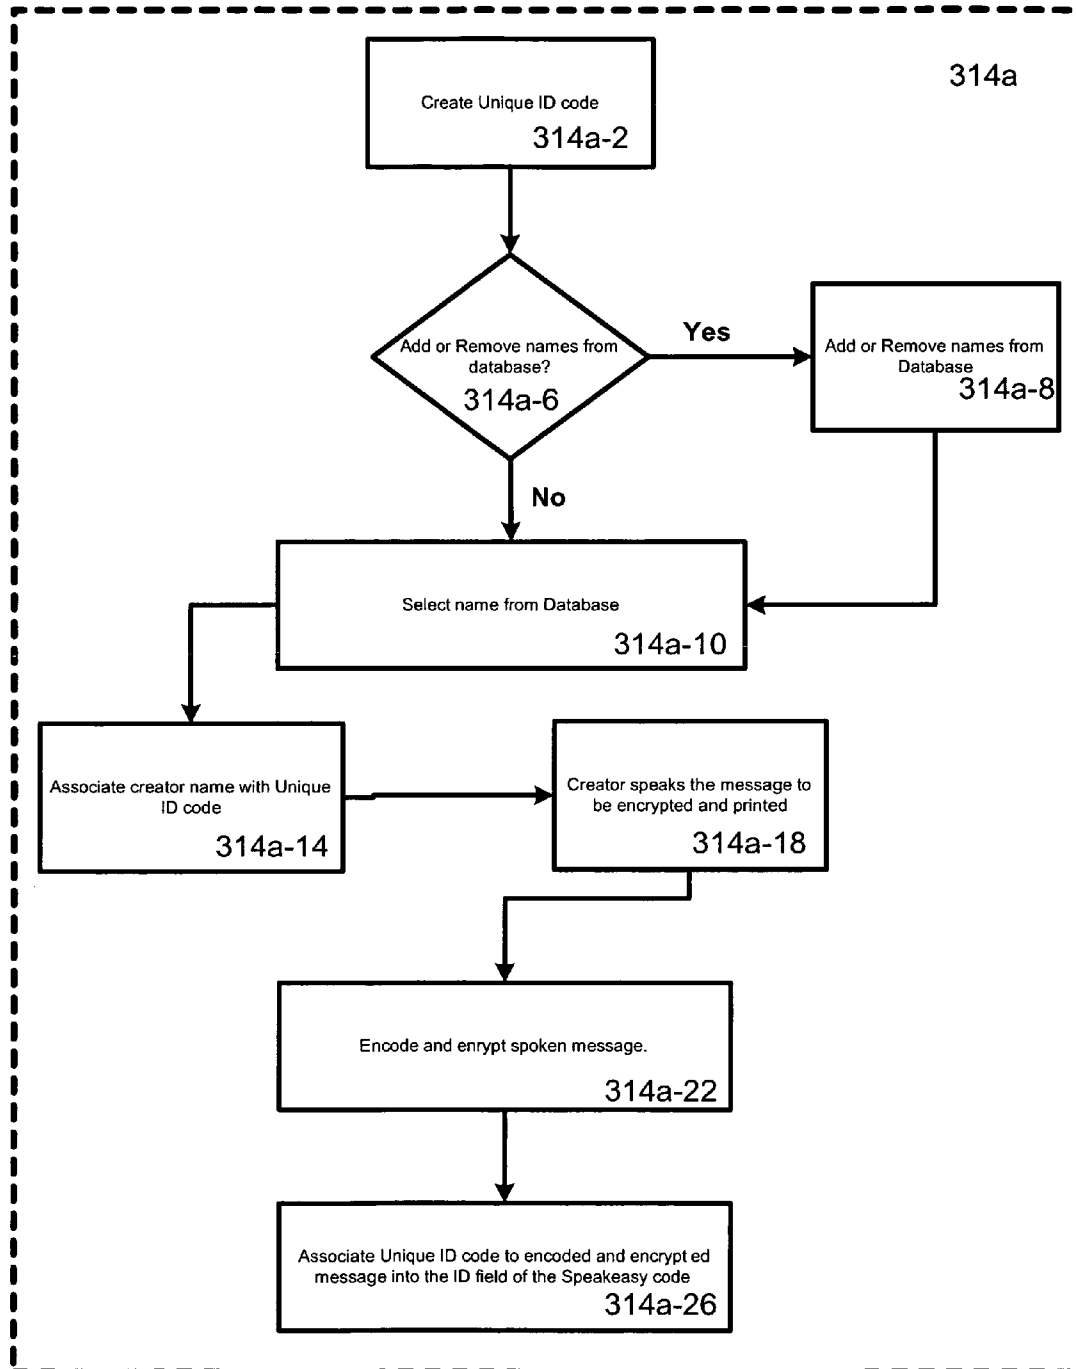 314a
Create Unique ID code
314a-2
Add or Remove names from
database?
314a-6
Yes
Add or Remove names from
Database
314a-8
No
Select name from Database
314a-10
Associate creator name with Unique
ID code
314a-14
Creator speaks the message to
be encrypted and printed
314a-18
Encode and enrypt spoken message.
314a-22
Associate Unique ID code to encoded and encrypt ed
message into the ID field of the Speakeasy code
314a-26